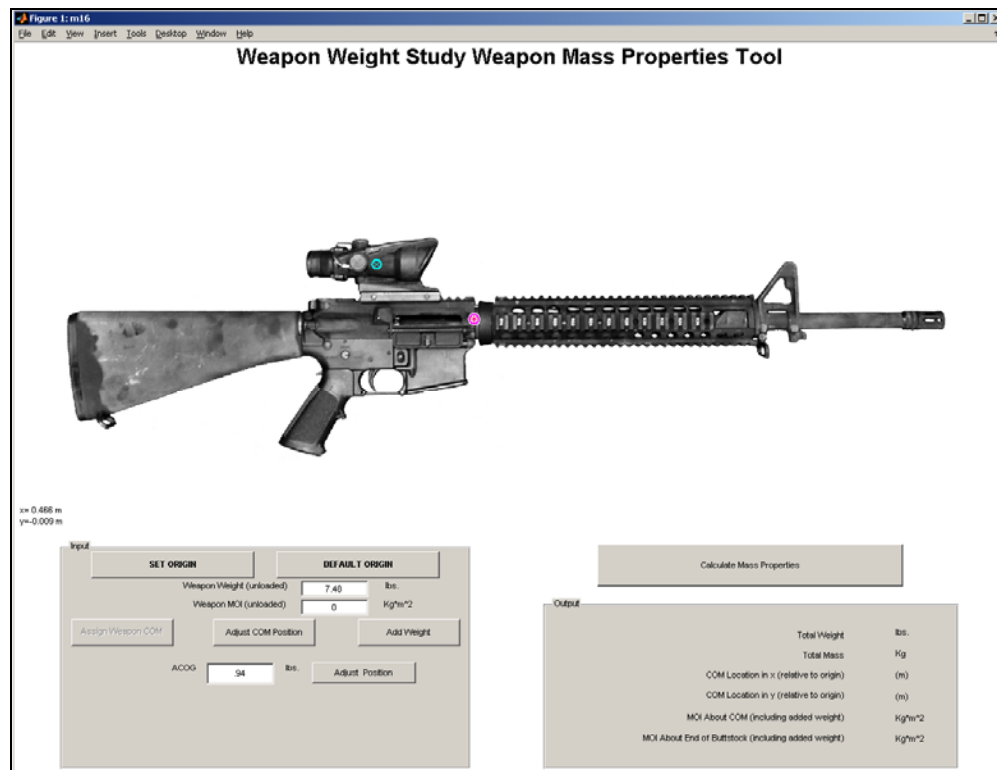 Figure 1: m16
File Edit View Insert Tools Desktop Window Help
Weapon Weight Study Weapon Mass Properties Tool
x= 0.466 m
y=-0.009 m
Input
SET ORIGIN DEFAULT ORIGIN
Weapon Weight (unloaded) 7.40 lbs.
Weapon MOI (unloaded) 0 Kg*m^2
Assign Weapon COM Adjust COM Position Add Weight
ACOG .94 lbs. Adjust Position
Calculate Mass Properties
Output
Total Weight lbs.
Total Mass Kg
COM Location in x (relative to origin) (m)
COM Location in y (relative to origin) (m)
MOI About COM (including added weight) Kg*m^2
MOI About End of Buttstock (including added weight) Kg*m^2